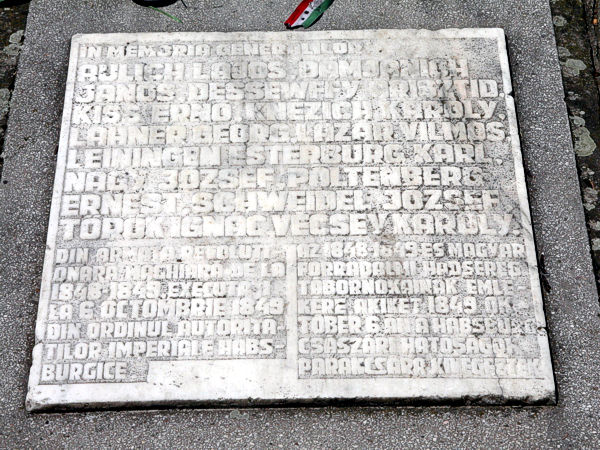 IN MEMORIA GENERALILOR
AULICH LAJOS, DAMJANICH
JÁNOS, DESSEWFFY ARISZTID,
KISS ERNŐ, KNEZICH KÁROLY,
LAHNER GEORG, LÁZÁR VILMOS,
LEININGEN WESTERBURG KARL,
NAGY JÓZSEF, PÖLTENBERG
ERNEST, SCHWEIDEL JÓZSEF,
TÖRÖK IGNÁC, VÉCSEY KÁROLY,
DIN ARMATA REVOLUTI
ONARA MAGHIARA DE LA
1848-1849, EXECUTATI
LA 6 OCTOMBRIE 1849
DIN ORDINUL AUTORITA
TILOR IMPERIALE HABS
BURGICE
AZ 1848-1849 ES MAGYAR
FORRADALMI HADSEREG
TÁBORNOKAINAK EMLÉ
KÉRE AKIKET 1849 OK
TÓBER 6 ÁN A HABSBURG
CSÁSZÁRI HATÓSÁGOK
PARANCSÁRA KIVÉGEZTEK